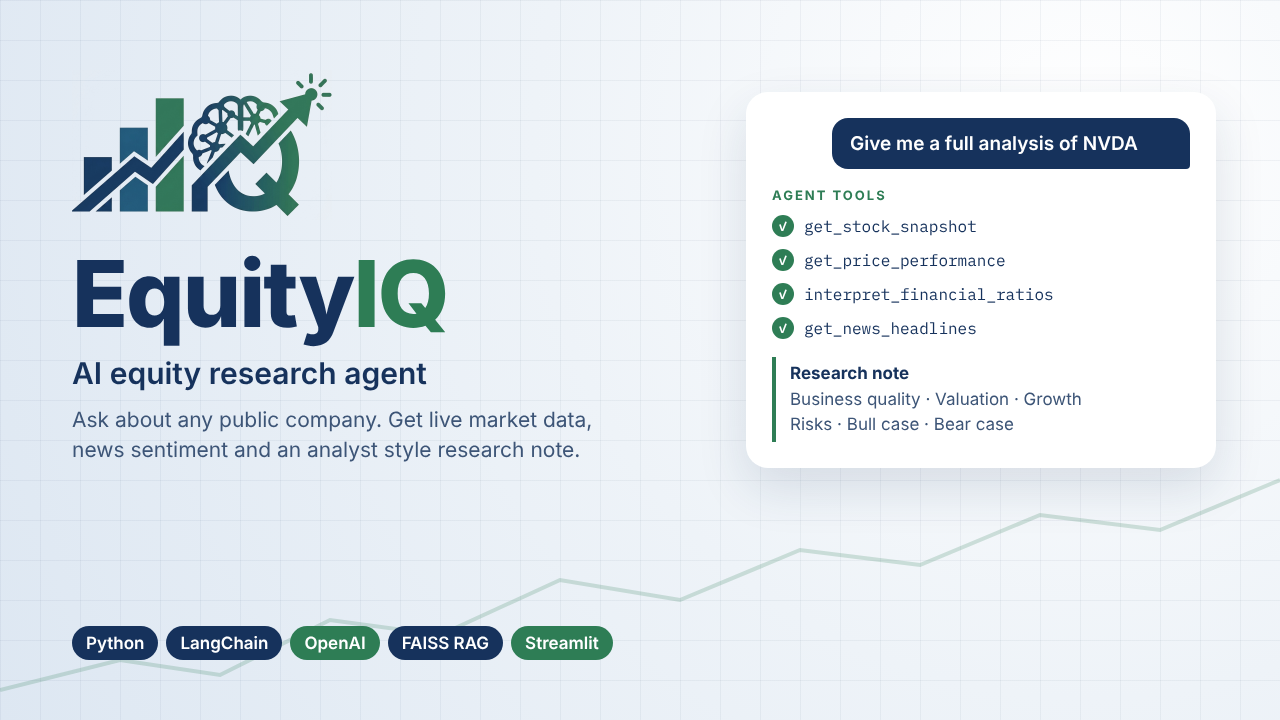 IQ
EquityIQ
AI equity research agent
Ask about any public company. Get live market data,
news sentiment and an analyst style research note.
Python
LangChain
OpenAI
FAISS RAG
Streamlit
Give me a full analysis of NVDA
AGENT TOOLS
get_stock_snapshot
get_price_performance
interpret_financial_ratios
get_news_headlines
Research note
Business quality · Valuation · Growth
Risks · Bull case · Bear case